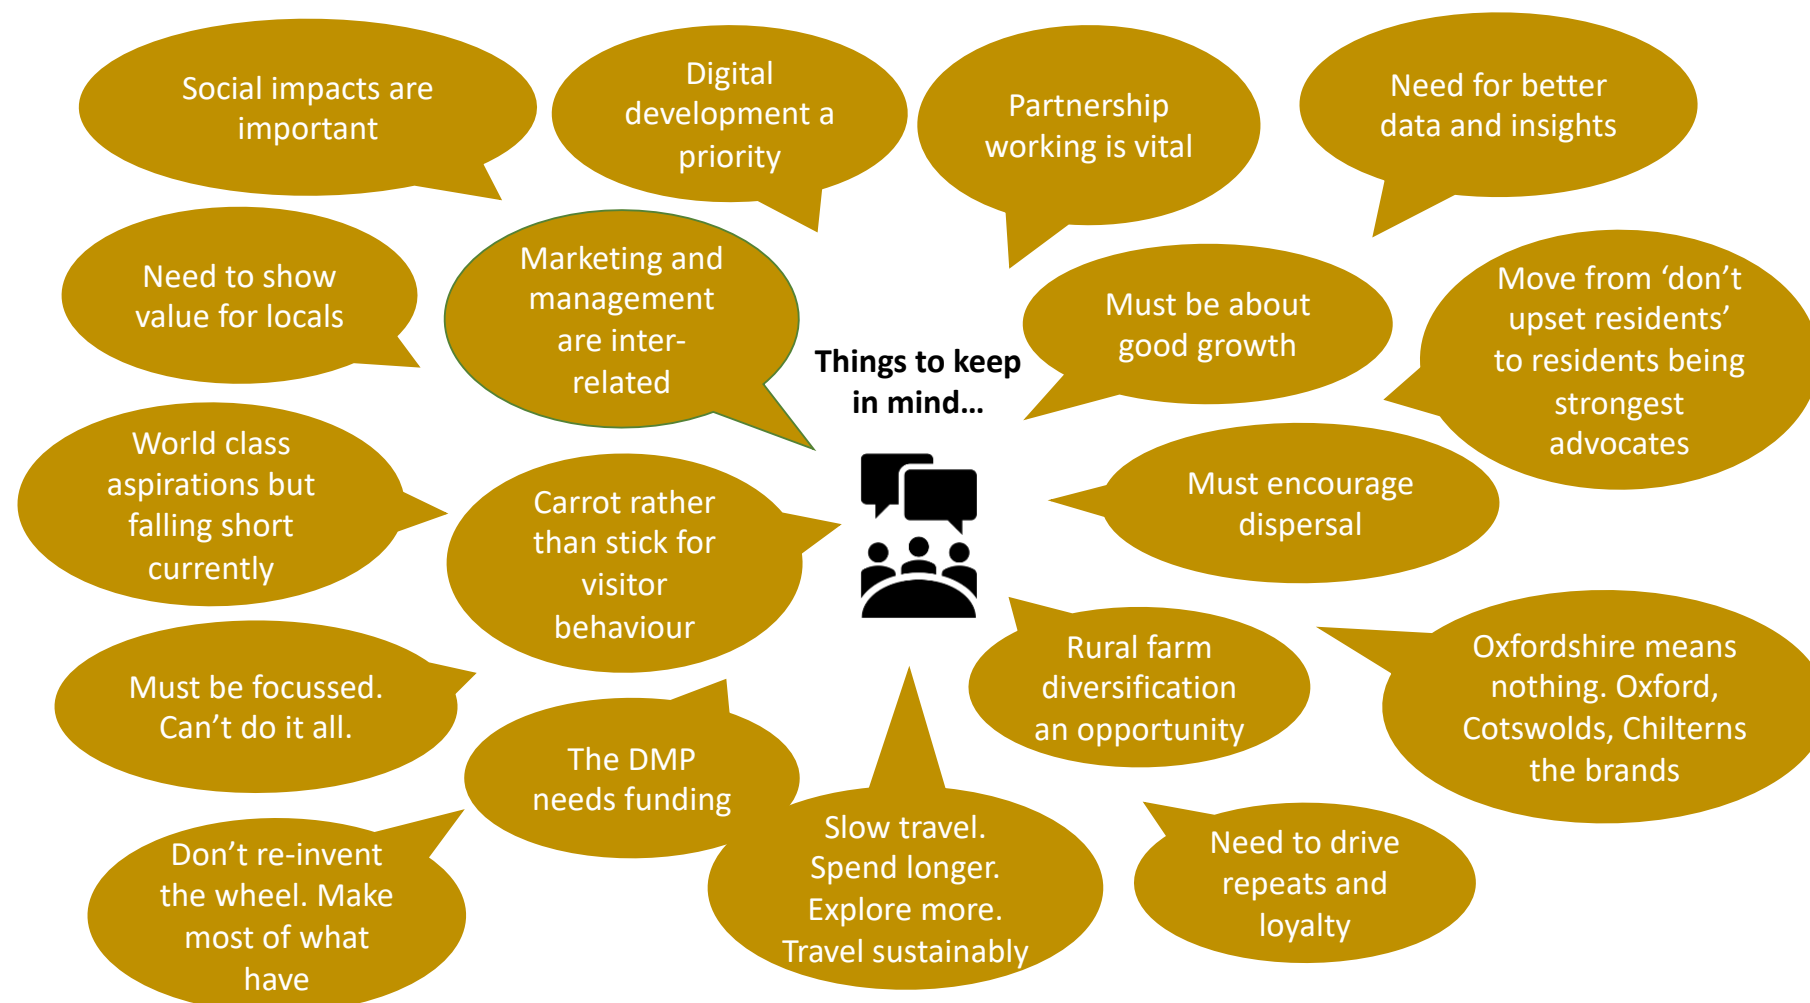 Social impacts are
important
Digital
development a
priority
Partnership
working is vital
Need for better
data and insights
Need to show
value for locals
Marketing and
management
are inter-
related
Things to keep
in mind…
Must be about
good growth
Move from ‘don’t
upset residents’
to residents being
strongest
advocates
World class
aspirations but
falling short
currently
Carrot rather
than stick for
visitor
behaviour
Must encourage
dispersal
Must be focussed.
Can’t do it all.
The DMP
needs funding
Rural farm
diversification
an opportunity
Oxfordshire means
nothing. Oxford,
Cotswolds, Chilterns
the brands
Don’t re-invent
the wheel. Make
most of what
have
Slow travel.
Spend longer.
Explore more.
Travel sustainably
Need to drive
repeats and
loyalty